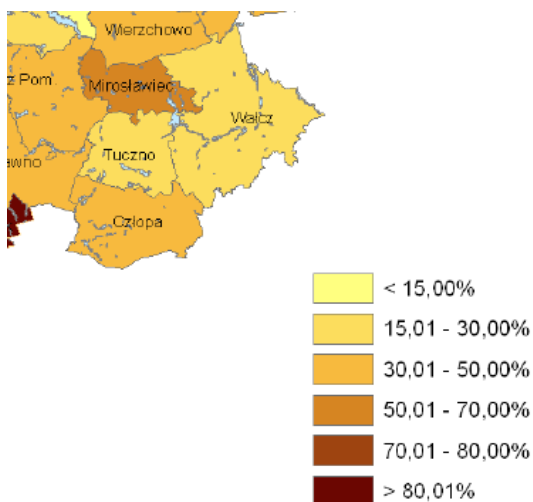 Wierzchowo
z Pom
Mirosławiec
Wałcz
Tuczno
awno
Człopa
< 15,00%
15,01 - 30,00%
30,01 - 50,00%
50,01 - 70,00%
70,01 - 80,00%
> 80,01%